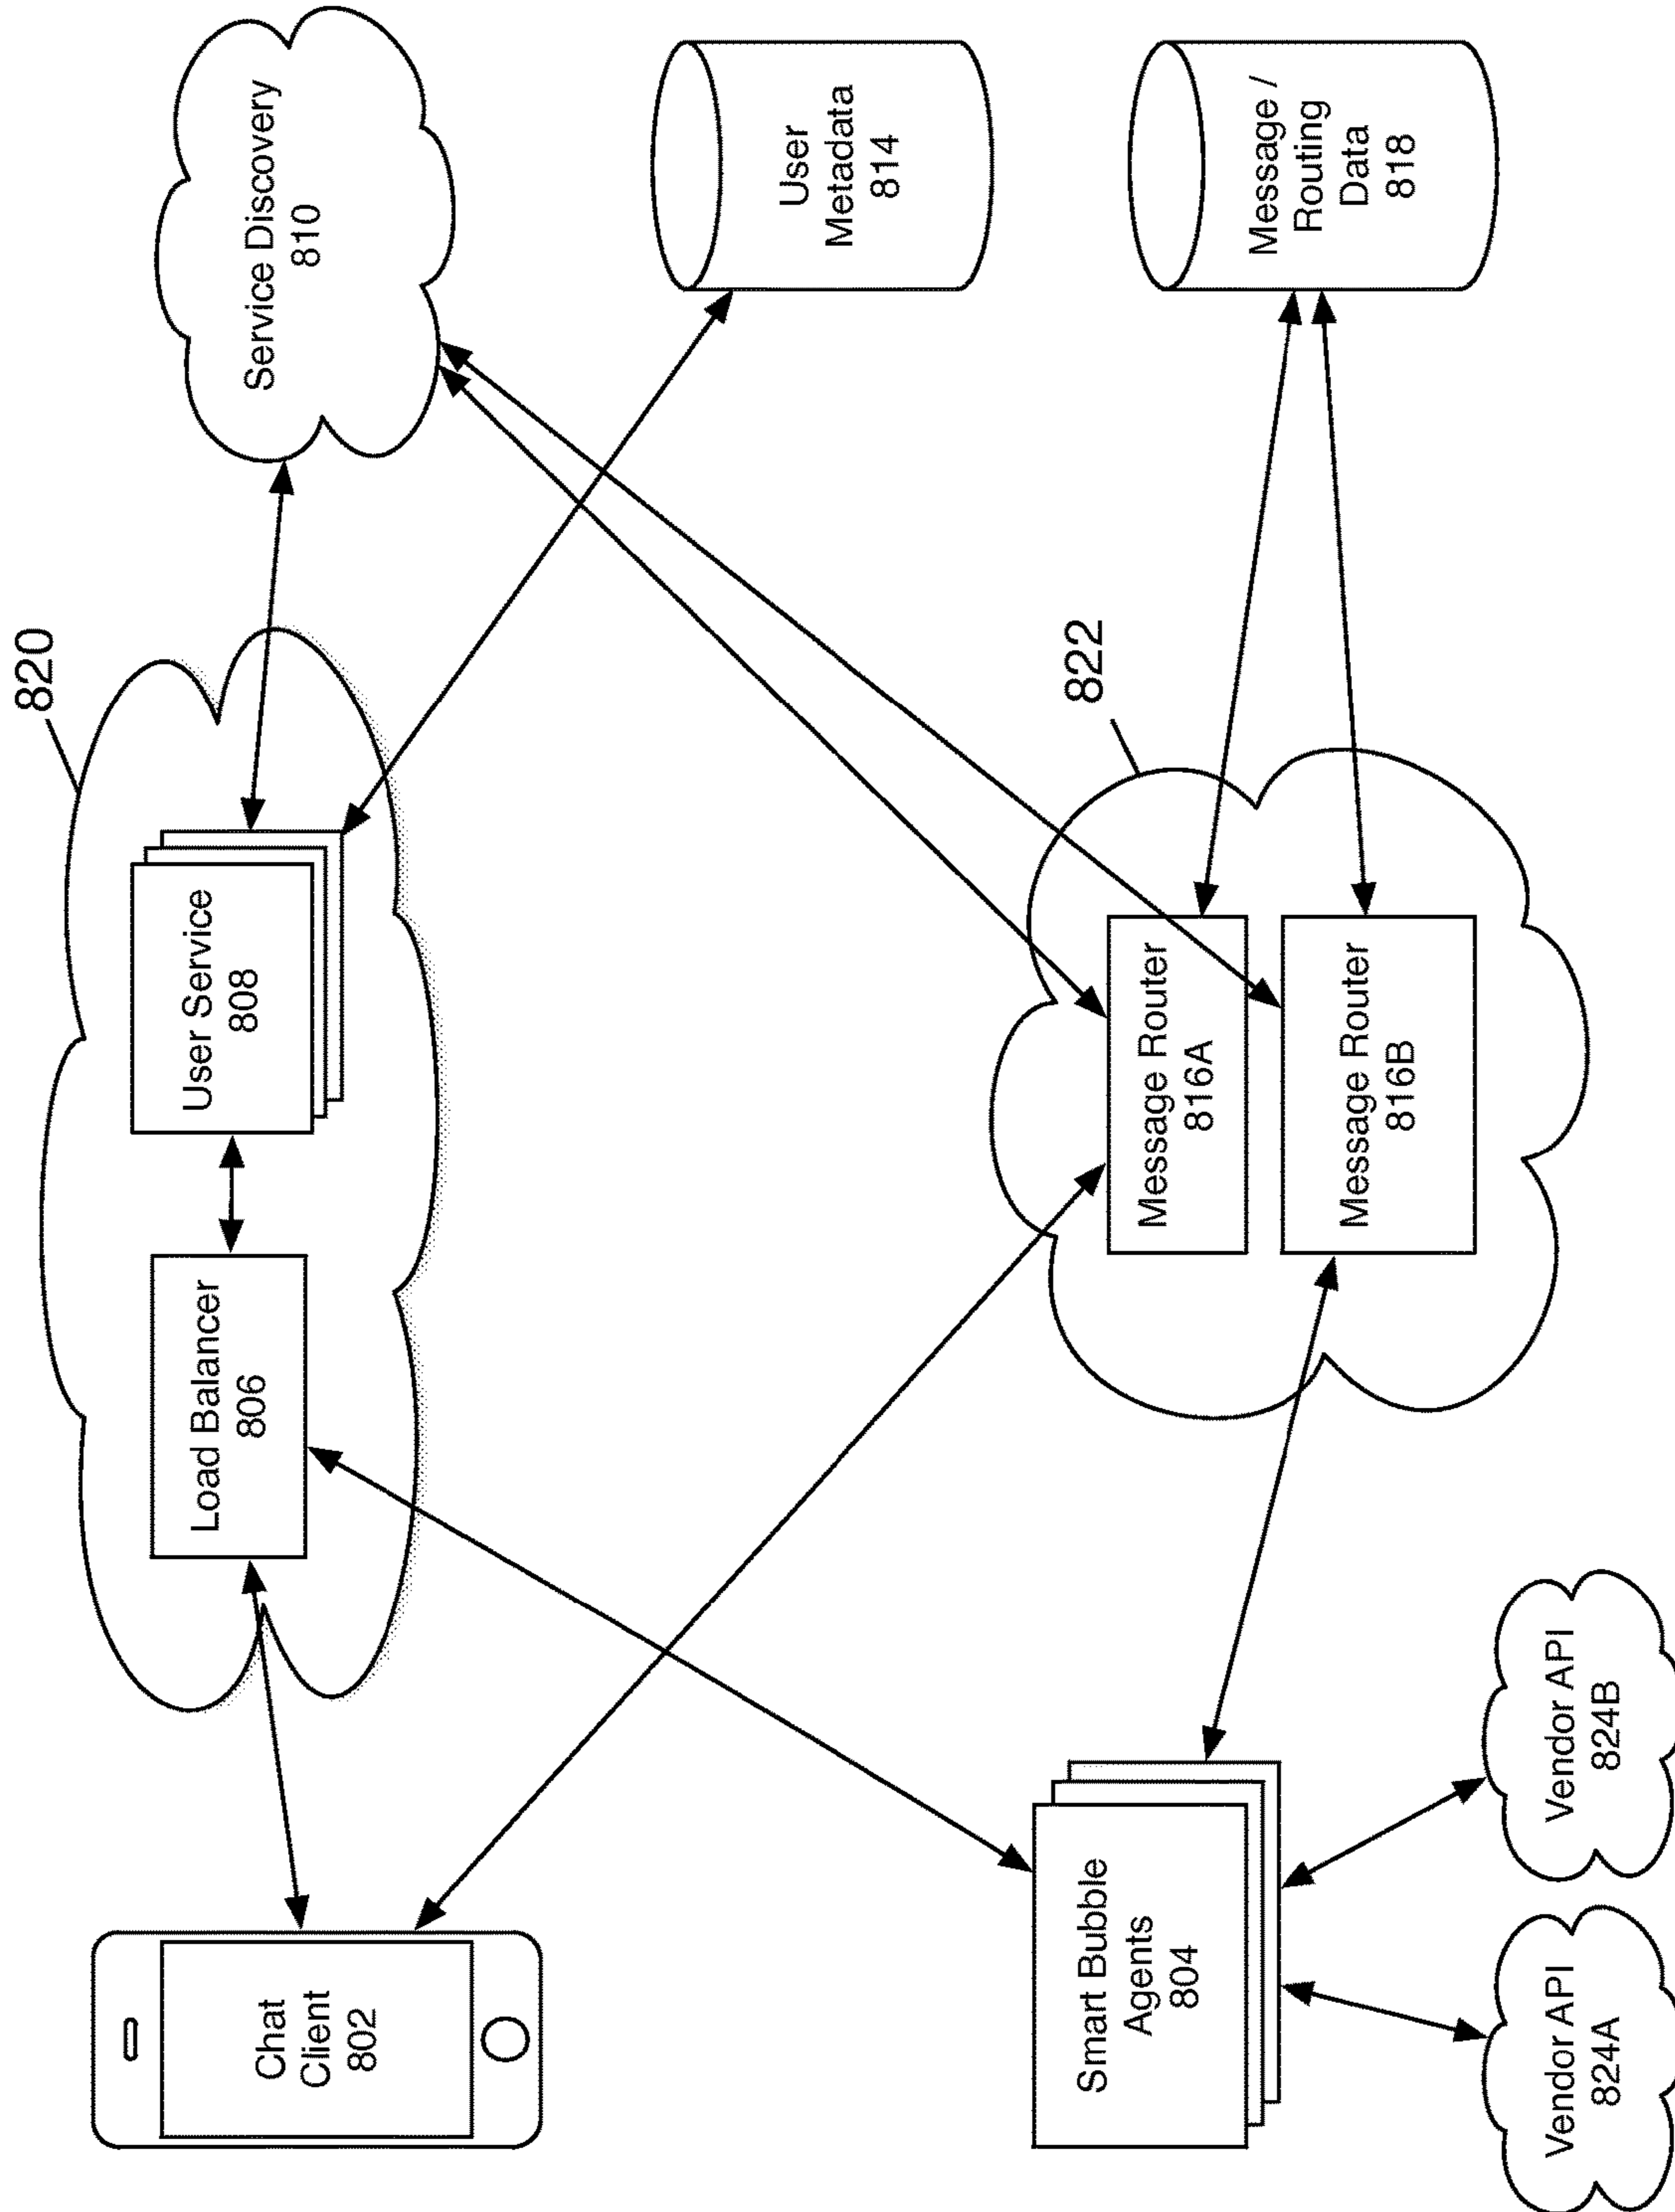 820
Chat
Client
802
Load Balancer
806
User Service
808
Service Discovery
810
User
Metadata
814
822
Smart Bubble
Agents
804
Message Router
816A
Message Router
816B
Message /
Routing
Data
818
Vendor API
824A
Vendor API
824B